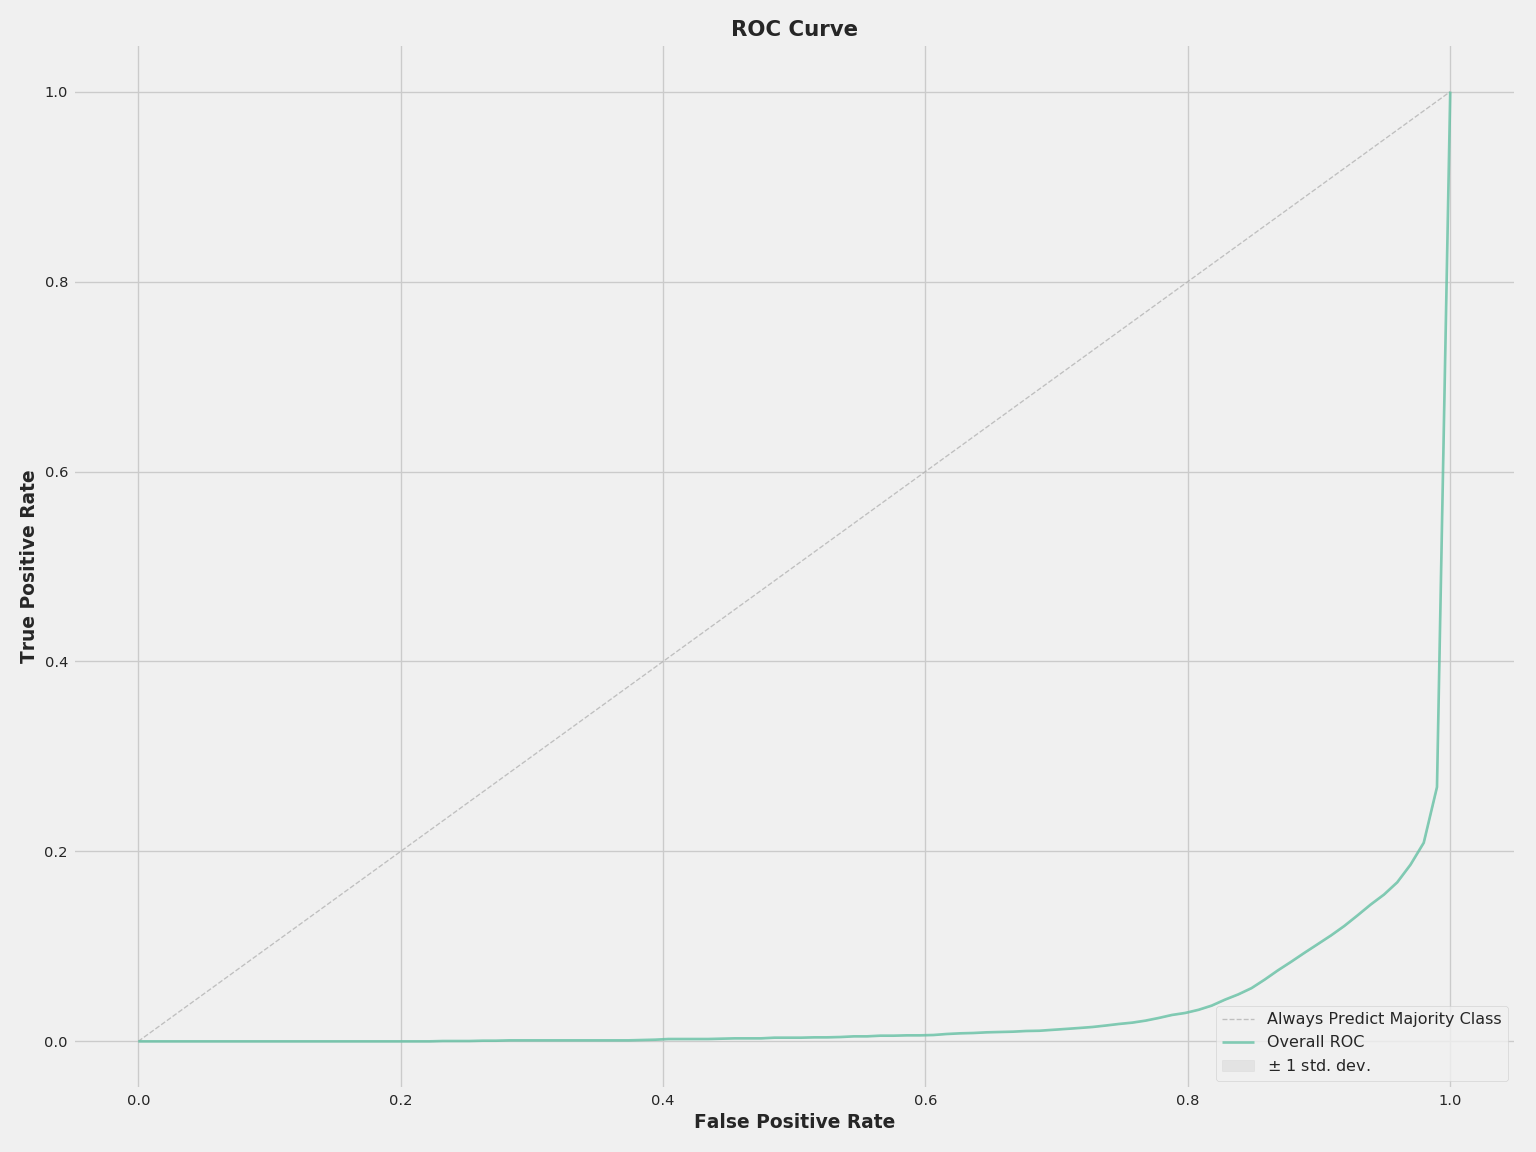 ROC Curve
1.0
0.8
0.6
0.4
0.2
0.0
True Positive Rate
0.0 0.2 0.4 0.6 0.8 1.0
False Positive Rate
Always Predict Majority Class
Overall ROC
± 1 std. dev.